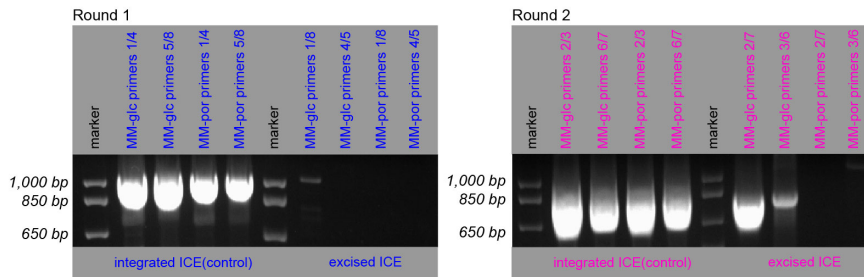 Round 1
marker
MM-glc primers 1/4
MM-glc primers 5/8
MM-por primers 1/4
MM-por primers 5/8
marker
MM-glc primers 1/8
MM-glc primers 4/5
MM-por primers 1/8
MM-por primers 4/5
1,000 bp
850 bp
650 bp
integrated ICE(control)
excised ICE
Round 2
marker
MM-glc primers 2/3
MM-glc primers 6/7
MM-por primers 2/3
MM-por primers 6/7
marker
MM-glc primers 2/7
MM-glc primers 3/6
MM-por primers 2/7
MM-por primers 3/6
1,000 bp
850 bp
650 bp
integrated ICE(control)
excised ICE